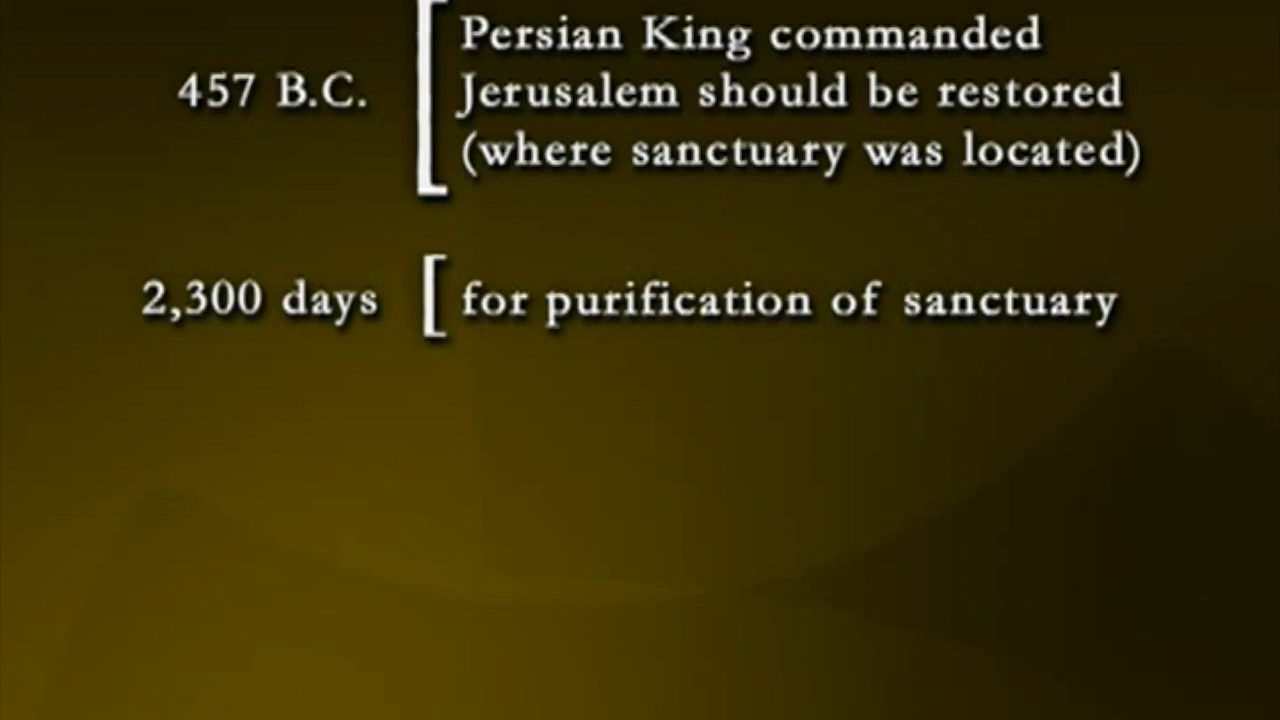 Persian King commanded
457 B.C. Jerusalem should be restored
(where sanctuary was located)
2,300 days for purification of sanctuary